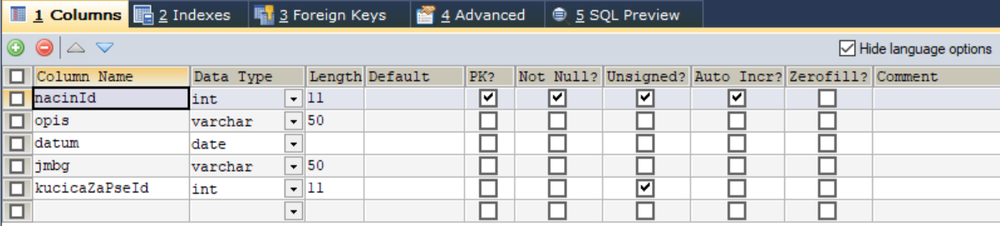 1 Columns 2 Indexes 3 Foreign Keys 4 Advanced 5 SQL Preview
Hide language options
Column Name Data Type Length Default PK? Not Null? Unsigned? Auto Incr? Zerofill? Comment
nacinId int 11
opis varchar 50
datum date
jmbg varchar 50
kucicaZaPseId int 11